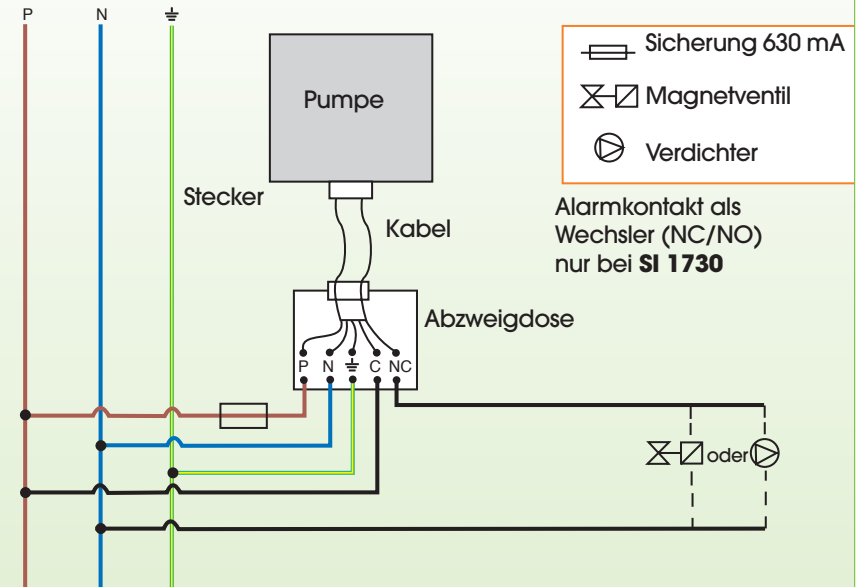 P N
Pumpe
Sicherung 630 mA
Magnetventil
Verdichter
Stecker
Kabel
Alarmkontakt als
Wechsler (NC/NO)
nur bei SI 1730
Abzweigdose
P N C NC
oder